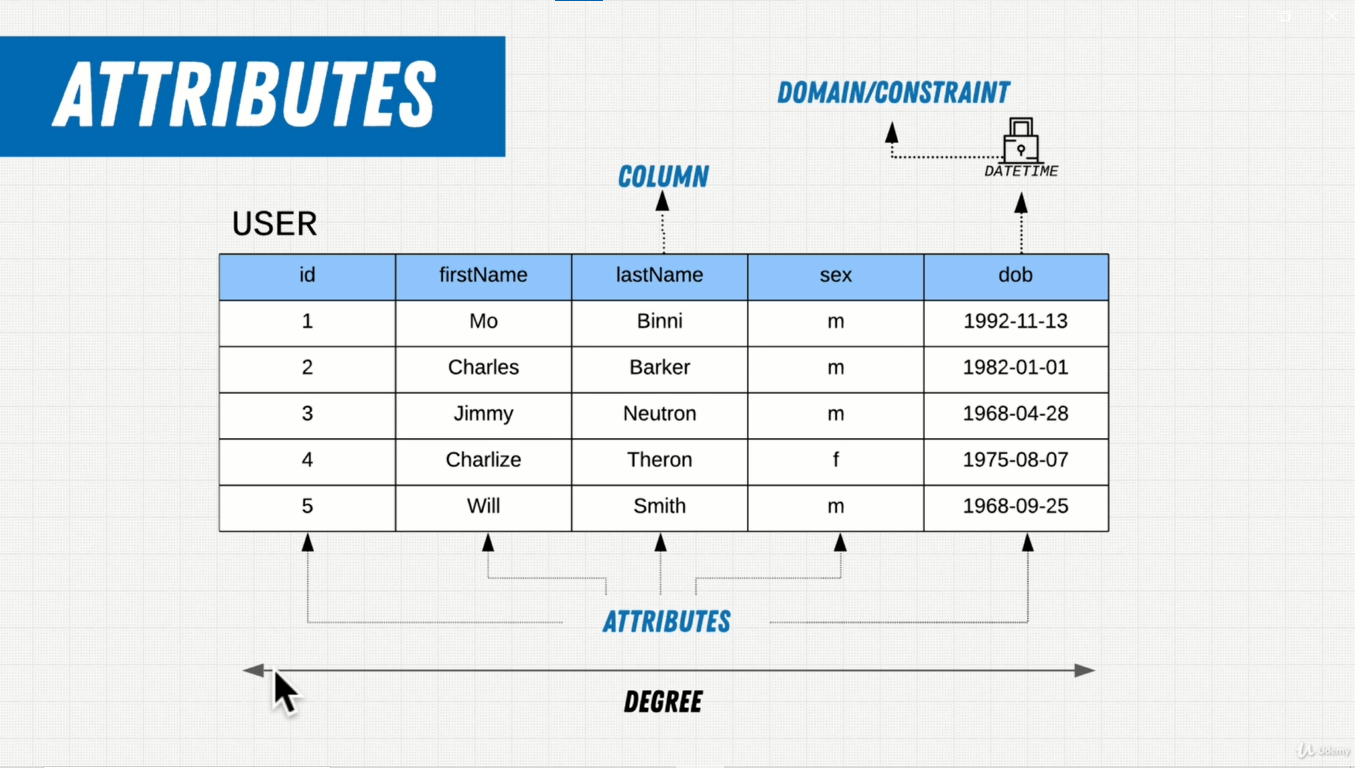 ATTRIBUTES
DOMAIN/CONSTRAINT
DATETIME
COLUMN
USER
id firstName lastName sex dob
1 Mo Binni m 1992-11-13
2 Charles Barker m 1982-01-01
3 Jimmy Neutron m 1968-04-28
4 Charlize Theron f 1975-08-07
5 Will Smith m 1968-09-25
ATTRIBUTES
DEGREE
Udemy